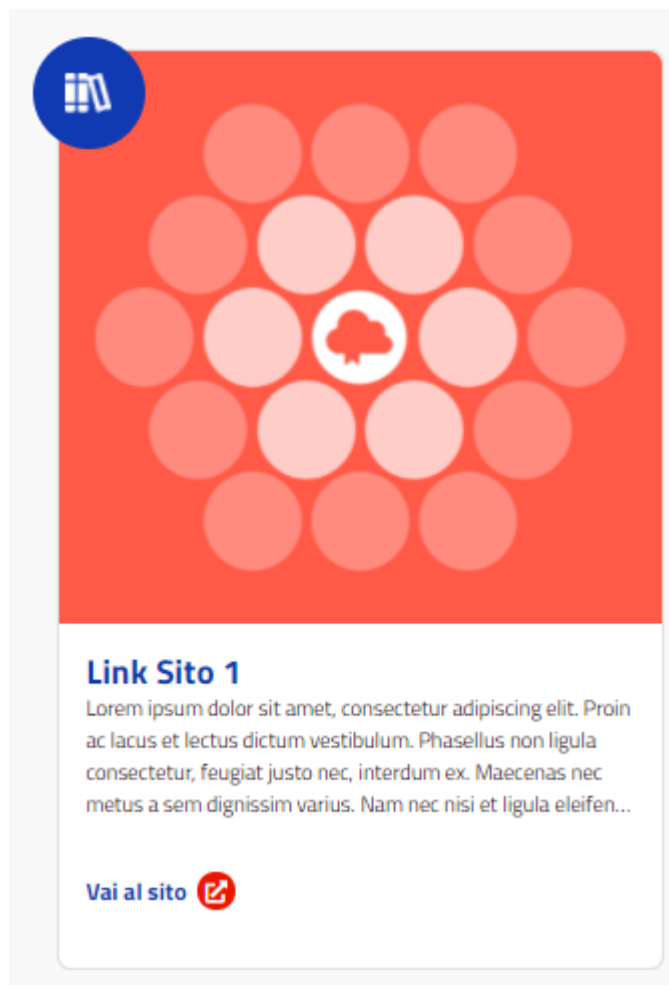 Link Sito 1
Lorem ipsum dolor sit amet, consectetur adipiscing elit. Proin
ac lacus et lectus dictum vestibulum. Phasellus non ligula
consectetur, feugiat justo nec, interdum ex. Maecenas nec
metus a sem dignissim varius. Nam nec nisi et ligula eleifen...
Vai al sito